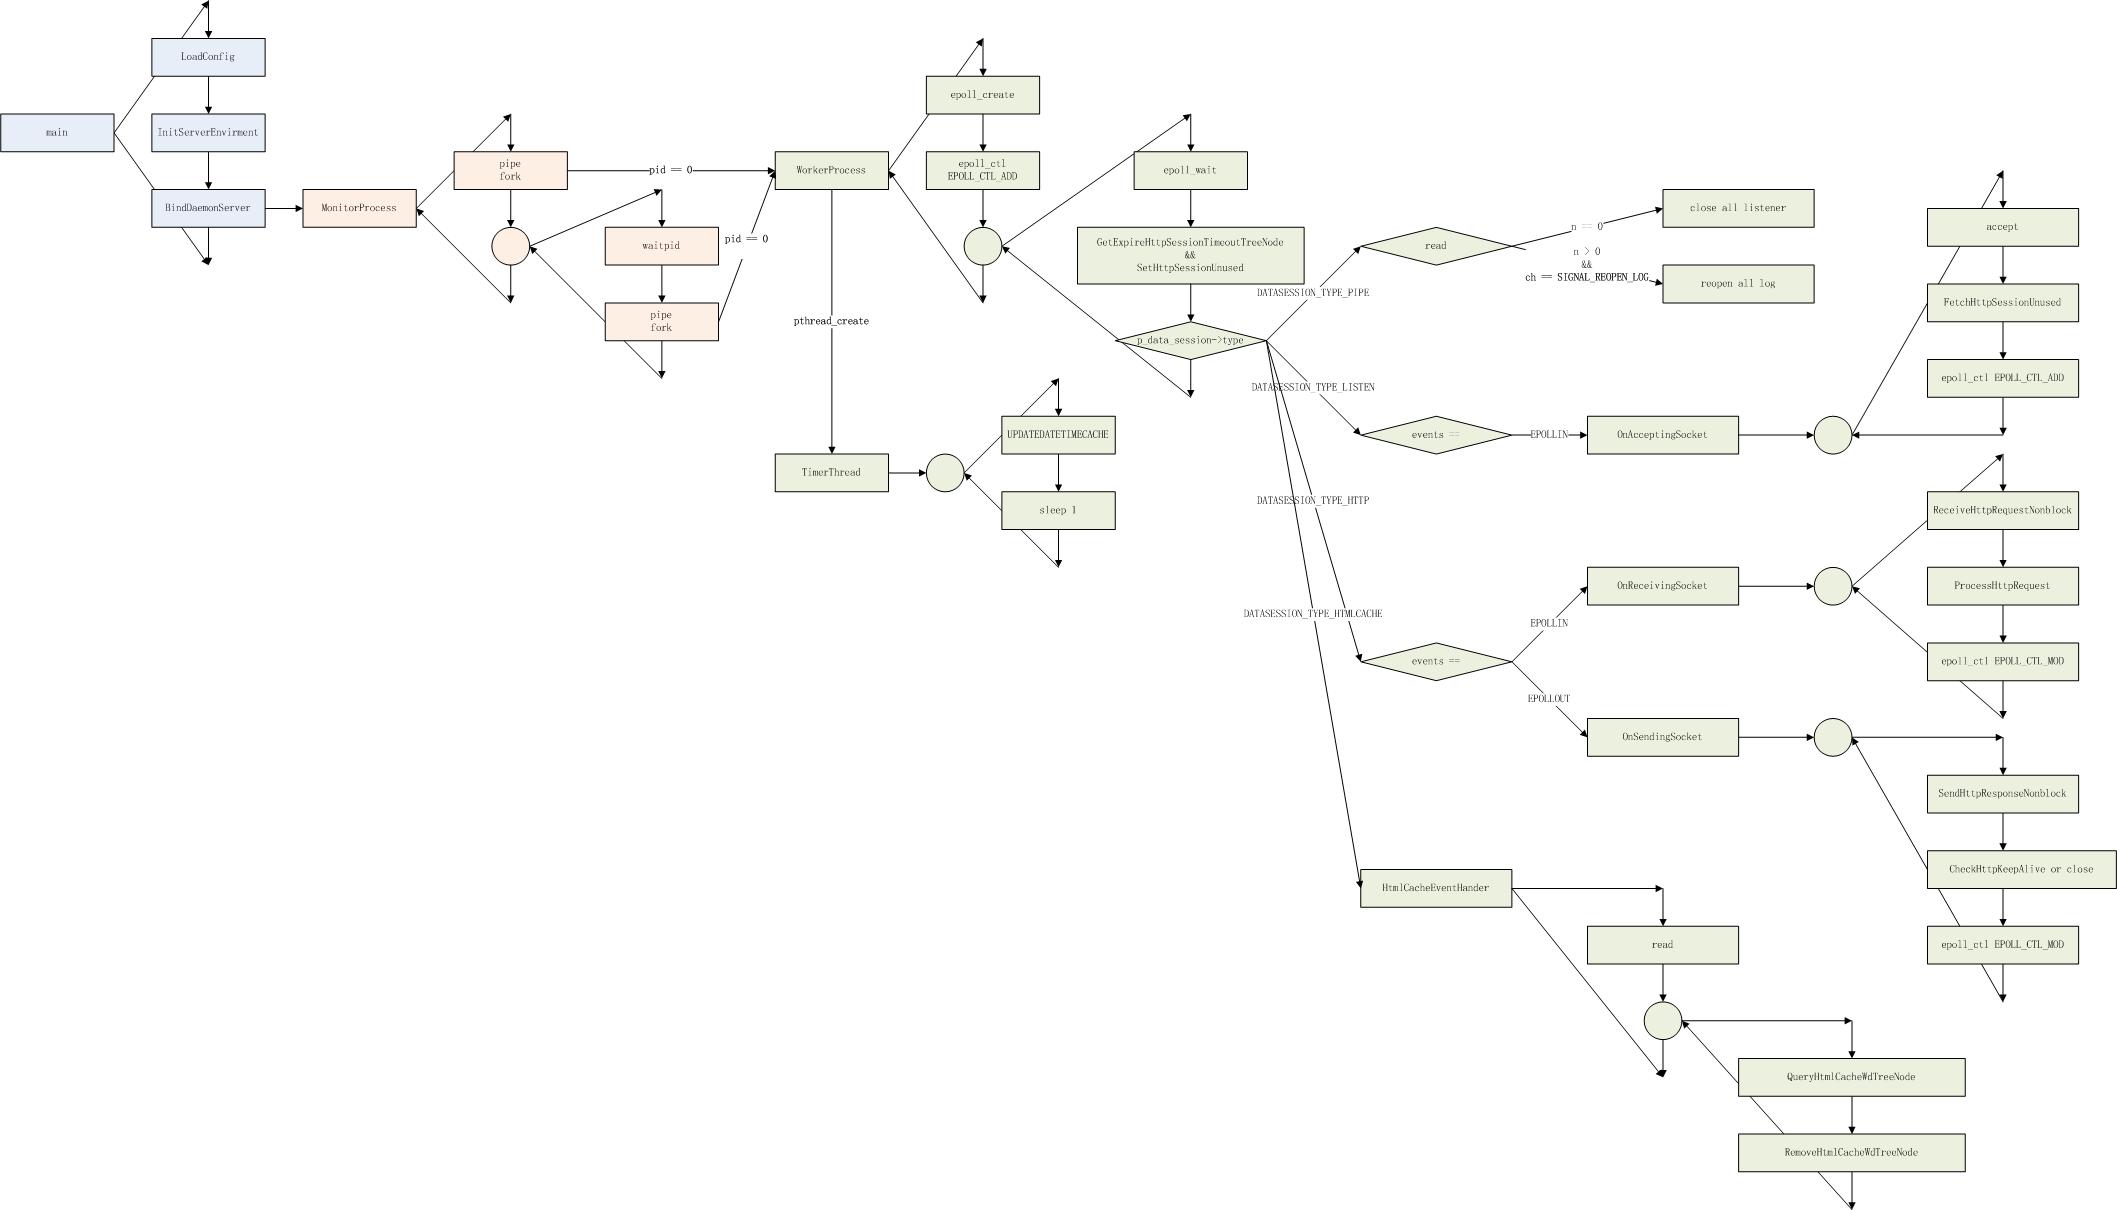 LoadConfig
main
InitServerEnvirment
BindDaemonServer
MonitorProcess
pipe
fork
pid == 0
waitpid
pipe
fork
pid == 0
WorkerProcess
pthread_create
TimerThread
UPDATEDATETIMECACHE
sleep 1
epoll_create
epoll_ctl
EPOLL_CTL_ADD
epoll_wait
GetExpireHttpSessionTimeoutTreeNode
&&
SetHttpSessionUnused
p_data_session->type
DATASESSION_TYPE_PIPE
read
n == 0
close all listener
n > 0
&&
ch == SIGNAL_REOPEN_LOG
reopen all log
DATASESSION_TYPE_LISTEN
events ==
EPOLLIN
OnAcceptingSocket
accept
FetchHttpSessionUnused
epoll_ctl EPOLL_CTL_ADD
DATASESSION_TYPE_HTTP
events ==
EPOLLIN
OnReceivingSocket
ReceiveHttpRequestNonblock
ProcessHttpRequest
epoll_ctl EPOLL_CTL_MOD
EPOLLOUT
OnSendingSocket
SendHttpResponseNonblock
CheckHttpKeepAlive or close
epoll_ctl EPOLL_CTL_MOD
DATASESSION_TYPE_HTMLCACHE
HtmlCacheEventHander
read
QueryHtmlCacheWdTreeNode
RemoveHtmlCacheWdTreeNode